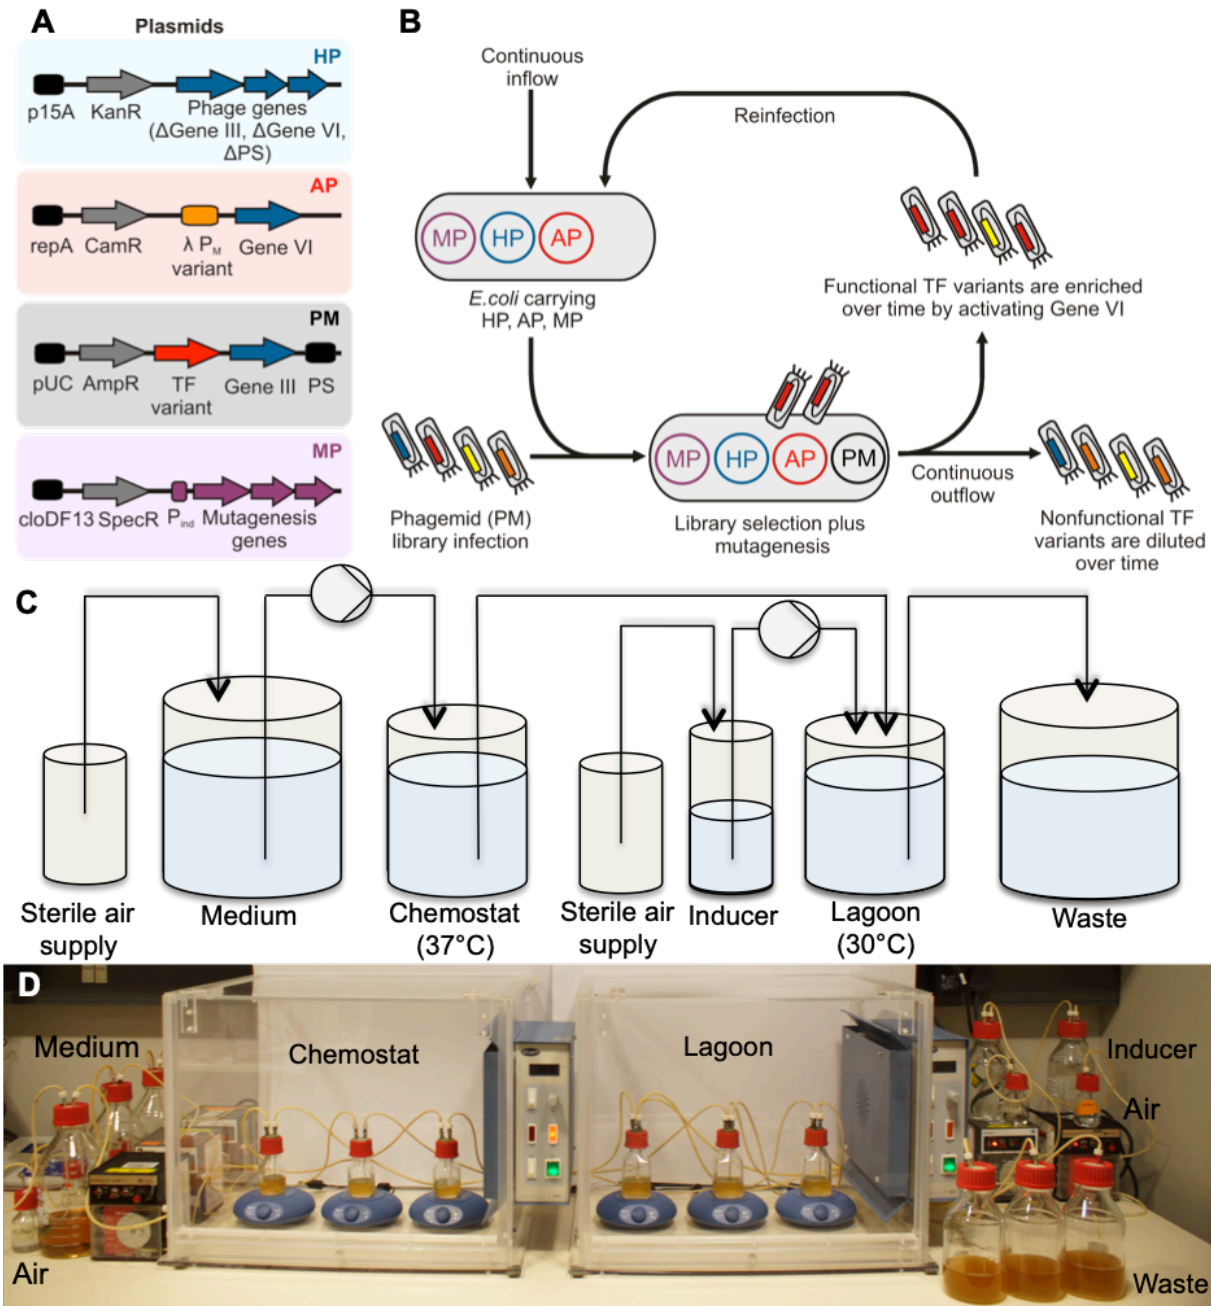 A
Plasmids
HP
p15A KanR Phage genes
(ΔGene III, ΔGene VI,
ΔPS)
AP
repA CamR λ PM Gene VI
variant
PM
pUC AmpR TF Gene III PS
variant
MP
cloDF13 SpecR Pind Mutagenesis
genes
B
Continuous
inflow
Reinfection
MP HP AP
E.coli carrying
HP, AP, MP
Functional TF variants are enriched
over time by activating Gene VI
MP HP AP PM
Phagemid (PM)
library infection
Library selection plus
mutagenesis
Continuous
outflow
Nonfunctional TF
variants are diluted
over time
C
Sterile air
supply
Medium
Chemostat
(37°C)
Sterile air
supply
Inducer
Lagoon
(30°C)
Waste
D
Medium
Chemostat
Lagoon
Inducer
Air
Air
Waste